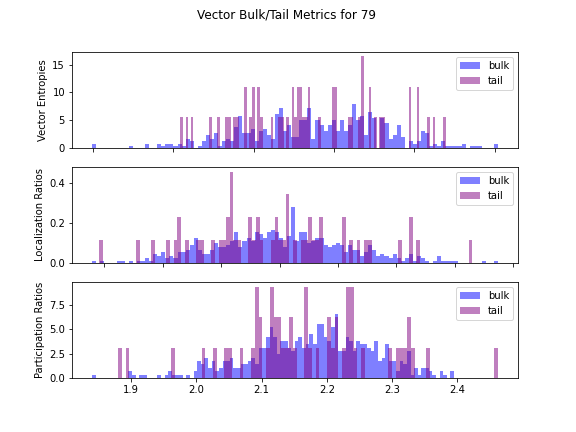 Vector Bulk/Tail Metrics for 79
Vector Entropies
15
10
5
0
bulk
tail
Localization Ratios
0.4
0.2
0.0
bulk
tail
Participation Ratios
7.5
5.0
2.5
0.0
bulk
tail
1.9 2.0 2.1 2.2 2.3 2.4